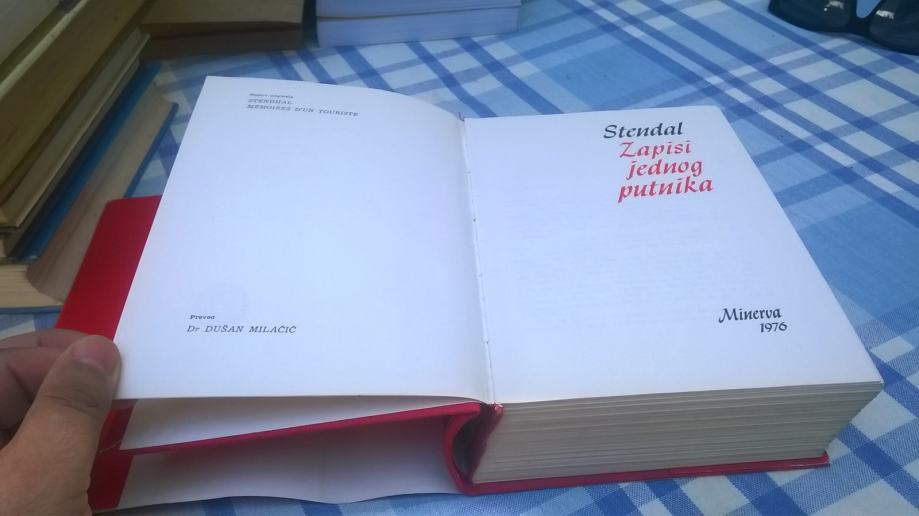 STENDHAL
MÉMOIRES D'UN TOURISTE
Preveo
Dr DUŠAN MILAČIĆ
Stendal
Zapisi
jednog
putnika
Minerva
1976